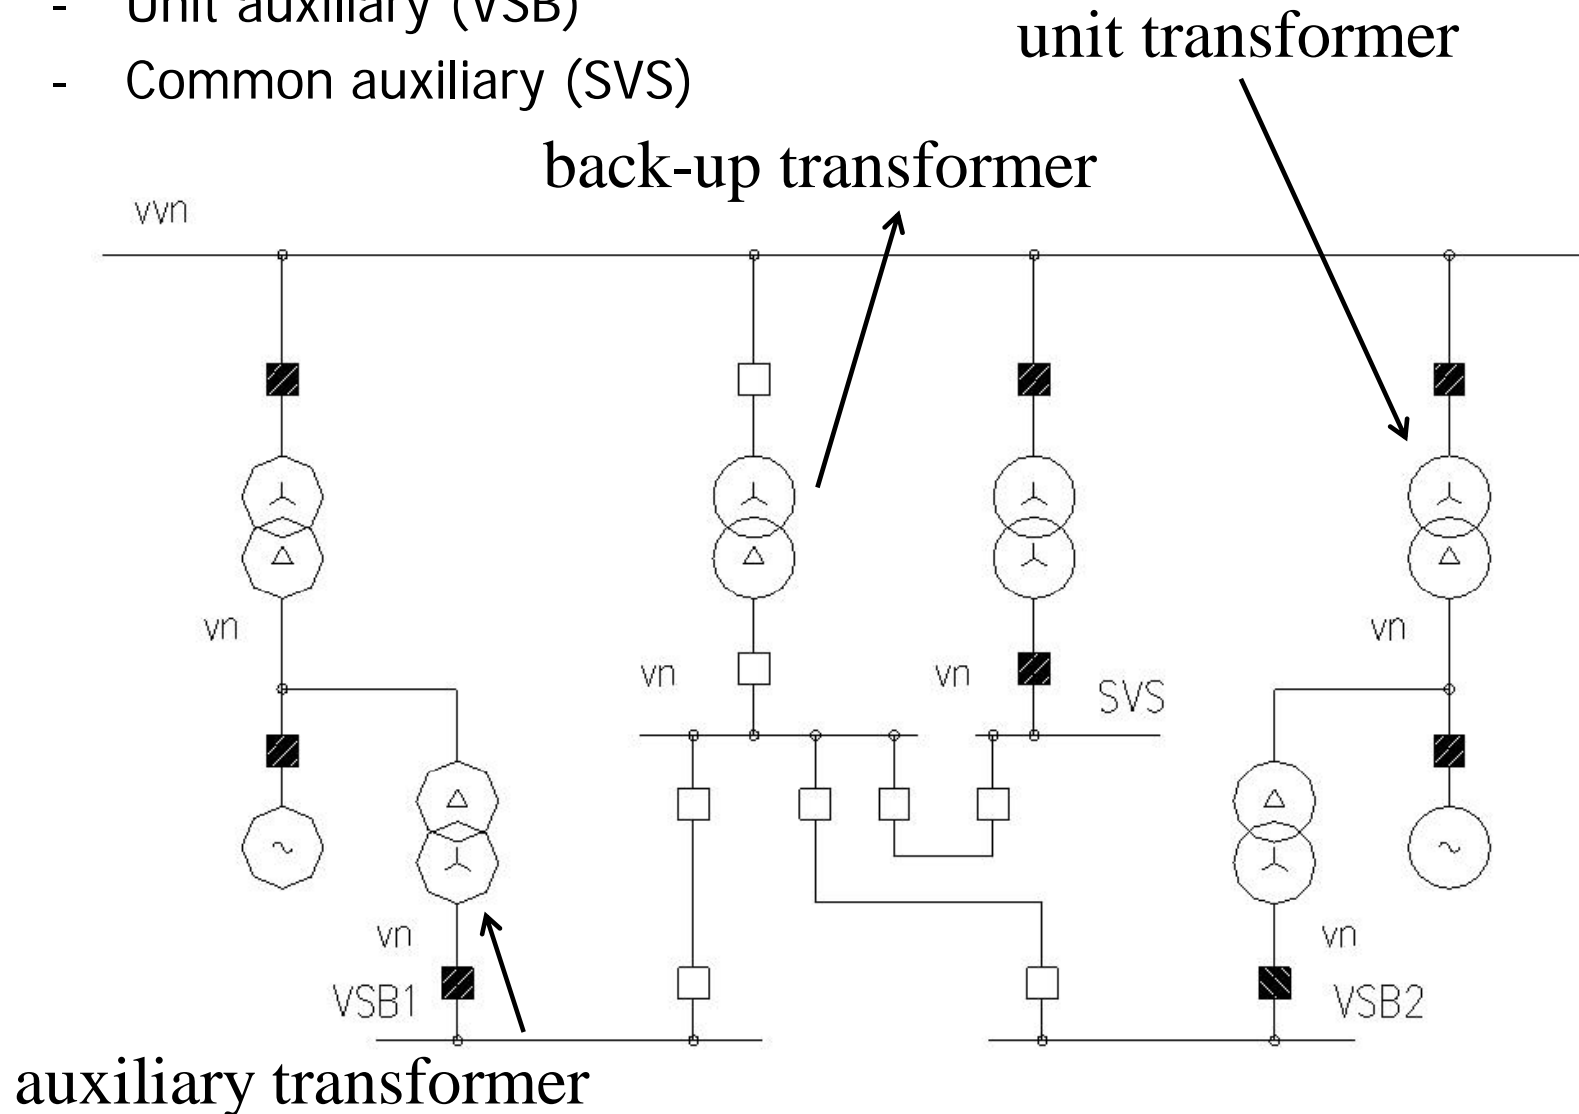 - Unit auxiliary (VSB)
- Common auxiliary (SVS)
unit transformer
back-up transformer
vvn
vn
vn
vn
vn
SVS
vn
vn
VSB1
VSB2
auxiliary transformer